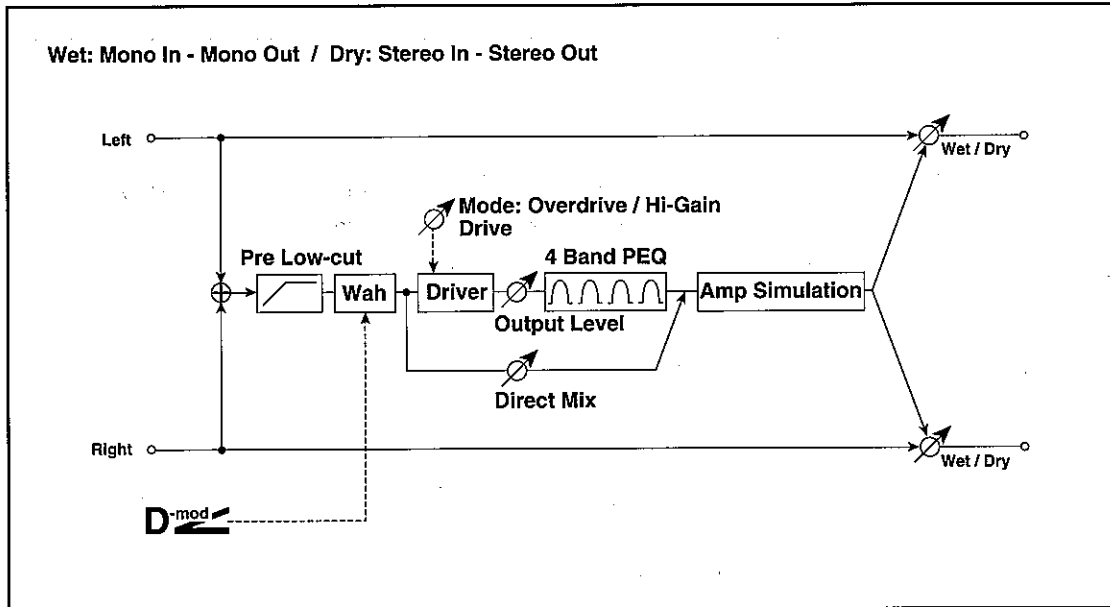 Wet: Mono In - Mono Out / Dry: Stereo In - Stereo Out
Left
Wet / Dry
Mode: Overdrive / Hi-Gain
Drive
Pre Low-cut
4 Band PEQ
Wah
Driver
Amp Simulation
Output Level
Direct Mix
Right
Wet / Dry
D-mod